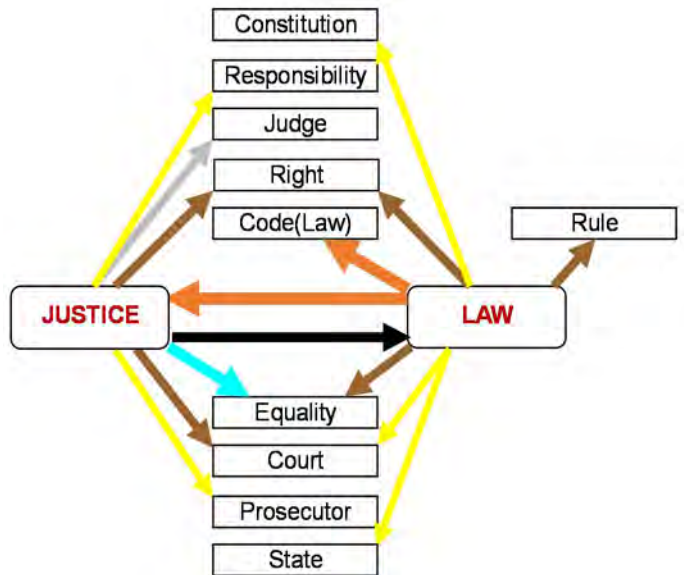 Constitution
Responsibility
Judge
Right
Code(Law)
Rule
JUSTICE
LAW
Equality
Court
Prosecutor
State